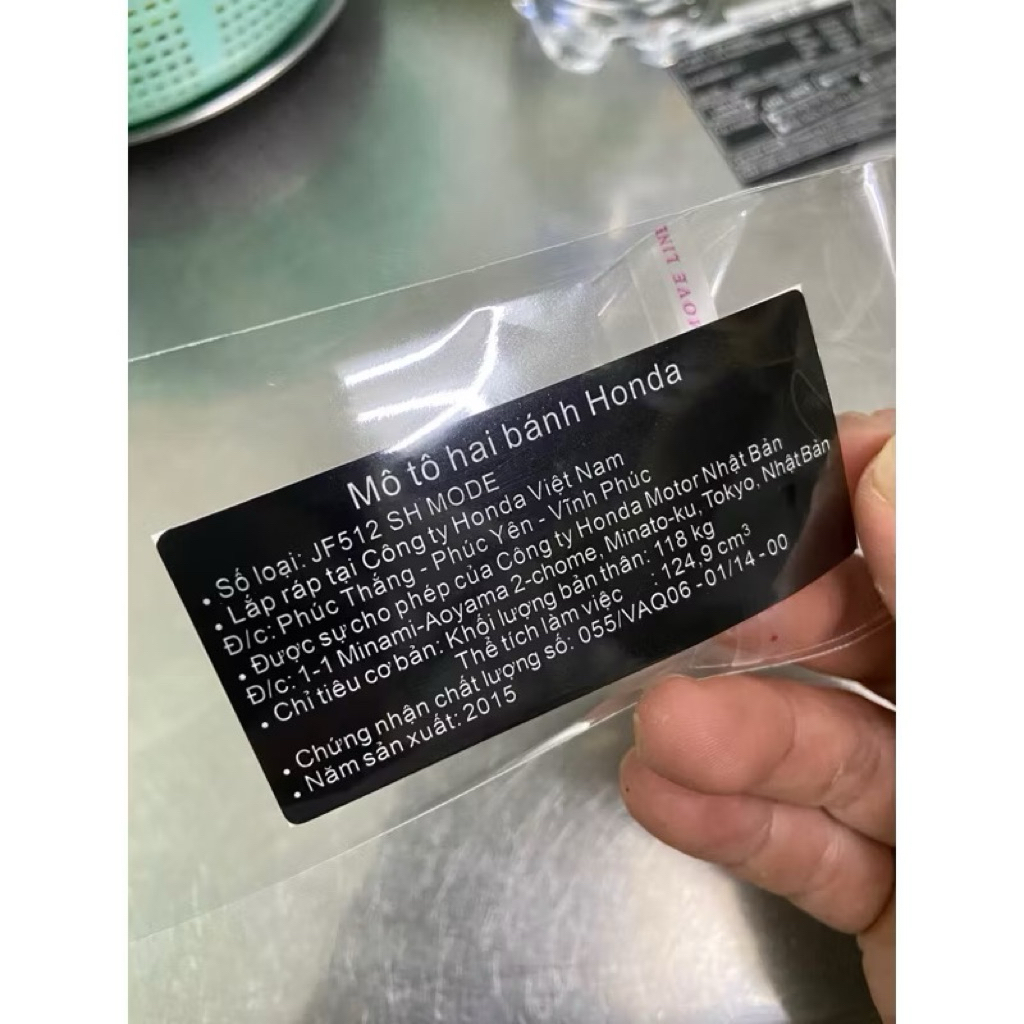 Mô tô hai bánh Honda
• Số loại: JF512 SH MODE
• Lắp ráp tại Công ty Honda Việt Nam
Đ/c: Phúc Thắng - Phúc Yên - Vĩnh Phúc
• Được sự cho phép của Công ty Honda Motor Nhật Bản
Đ/c: 1-1 Minami-Aoyama 2-chome, Minato-ku, Tokyo, Nhật Bản
• Chỉ tiêu cơ bản: Khối lượng bản thân: 118 kg
Thể tích làm việc : 124,9 cm³
• Chứng nhận chất lượng số: 055/VAQ06 - 01/14 - 00
• Năm sản xuất: 2015